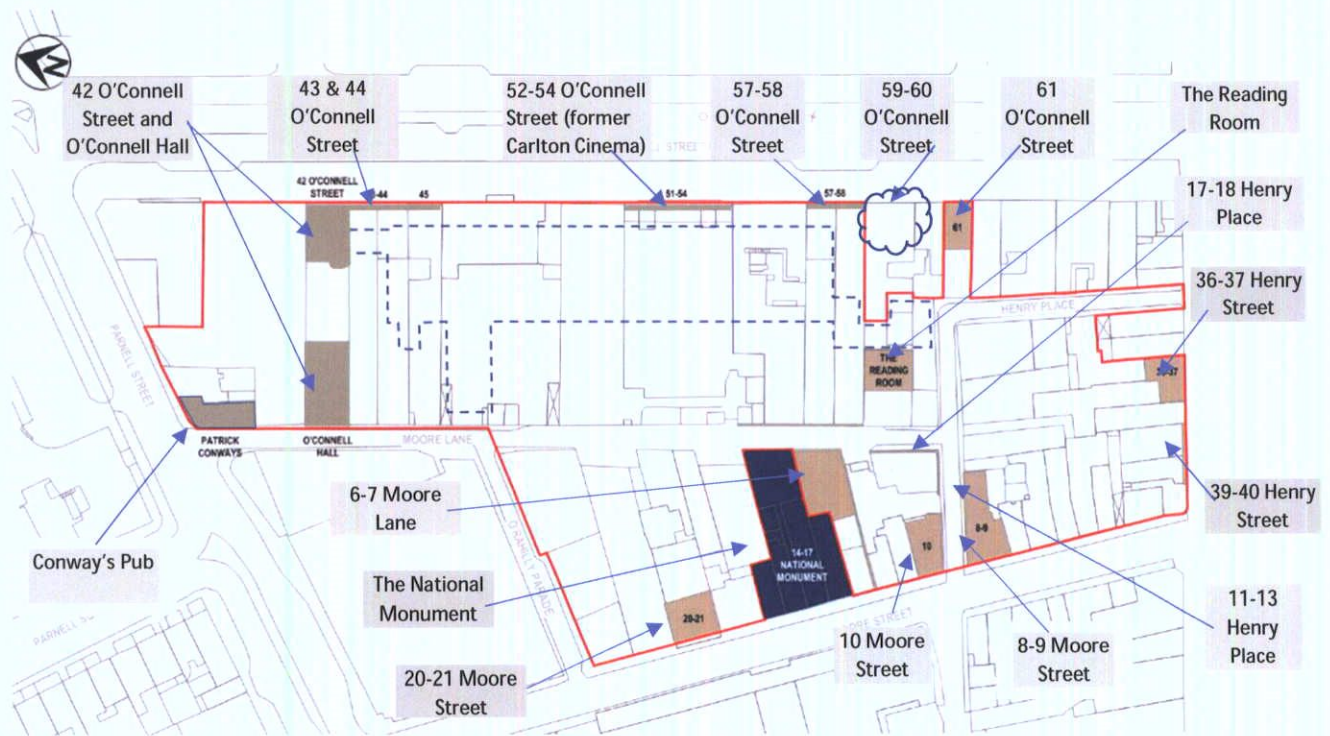 N
42 O'Connell
Street and
O'Connell Hall
43 & 44
O'Connell
Street
52-54 O'Connell
Street (former
Carlton Cinema)
57-58
O'Connell
Street
59-60
O'Connell
Street
61
O'Connell
Street
The Reading
Room
17-18 Henry
Place
42 O'CONNELL
STREET
45
51-54
57-58
61
36-37 Henry
Street
HENRY PLACE
PARNELL STREET
THE
READING
ROOM
PATRICK
CONWAYS
O'CONNELL
HALL
MOORE LANE
6-7 Moore
Lane
O'RAHILLY PARADE
39-40 Henry
Street
8-9
10
14-17
NATIONAL
MONUMENT
Conway's Pub
The National
Monument
20-21
11-13
Henry
Place
10 Moore
Street
8-9 Moore
Street
20-21 Moore
Street